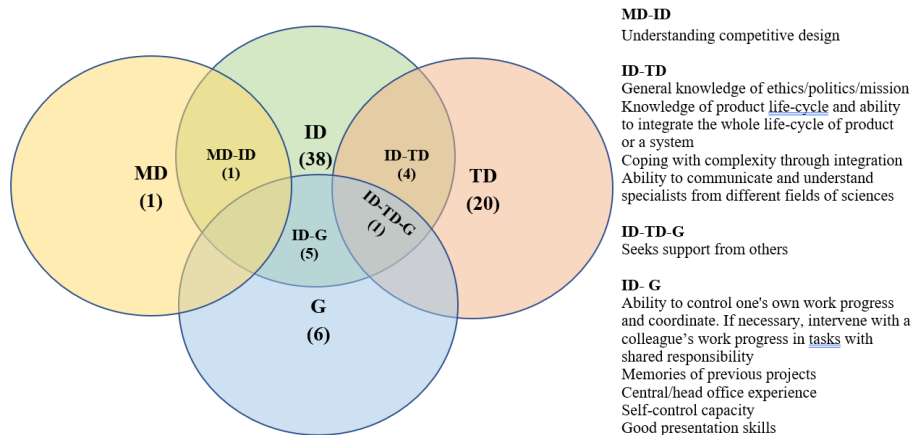 MD
(1)
MD-ID
(1)
ID
(38)
ID-TD
(4)
TD
(20)
ID-G
(5)
ID-TD-G
(1)
G
(6)
MD-ID
Understanding competitive design
ID-TD
General knowledge of ethics/politics/mission
Knowledge of product life-cycle and ability
to integrate the whole life-cycle of product
or a system
Coping with complexity through integration
Ability to communicate and understand
specialists from different fields of sciences
ID-TD-G
Seeks support from others
ID- G
Ability to control one's own work progress
and coordinate. If necessary, intervene with a
colleague's work progress in tasks with
shared responsibility
Memories of previous projects
Central/head office experience
Self-control capacity
Good presentation skills